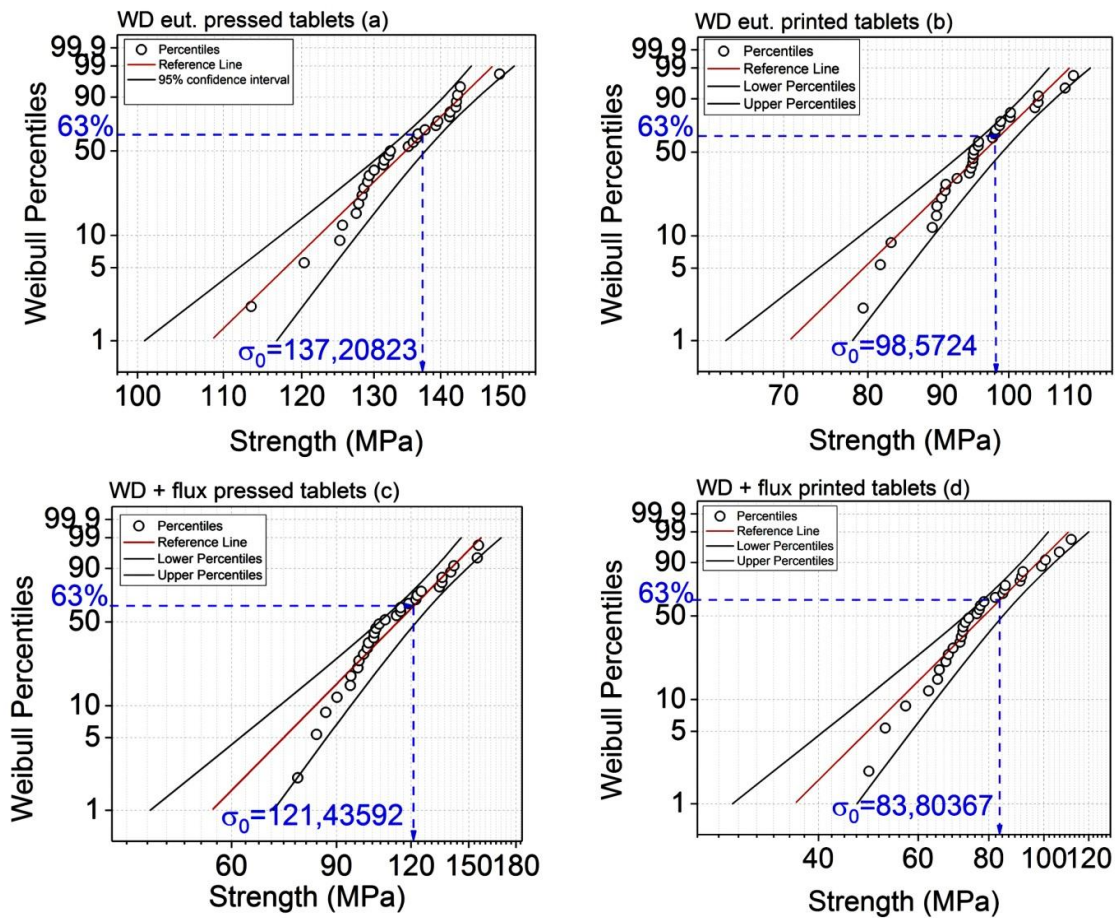 WD eut. pressed tablets (a)
Weibull Percentiles
99.9
99
90
63%
50
10
5
1
Percentiles
Reference Line
95% confidence interval
σ₀=137,20823
100
120
130
140
150
Strength (MPa)
WD eut. printed tablets (b)
Weibull Percentiles
99.9
99
90
63%
50
10
5
1
Percentiles
Reference Line
Lower Percentiles
Upper Percentiles
σ₀=98,5724
70
80
90
100
110
Strength (MPa)
WD + flux pressed tablets (c)
Weibull Percentiles
99.9
99
90
63%
50
10
5
1
Percentiles
Reference Line
Lower Percentiles
Upper Percentiles
σ₀=121,43592
60
90
120
150
180
Strength (MPa)
WD + flux printed tablets (d)
Weibull Percentiles
99.9
99
90
63%
50
10
5
1
Percentiles
Reference Line
Lower Percentiles
Upper Percentiles
σ₀=83,80367
40
60
80
100
120
Strength (MPa)